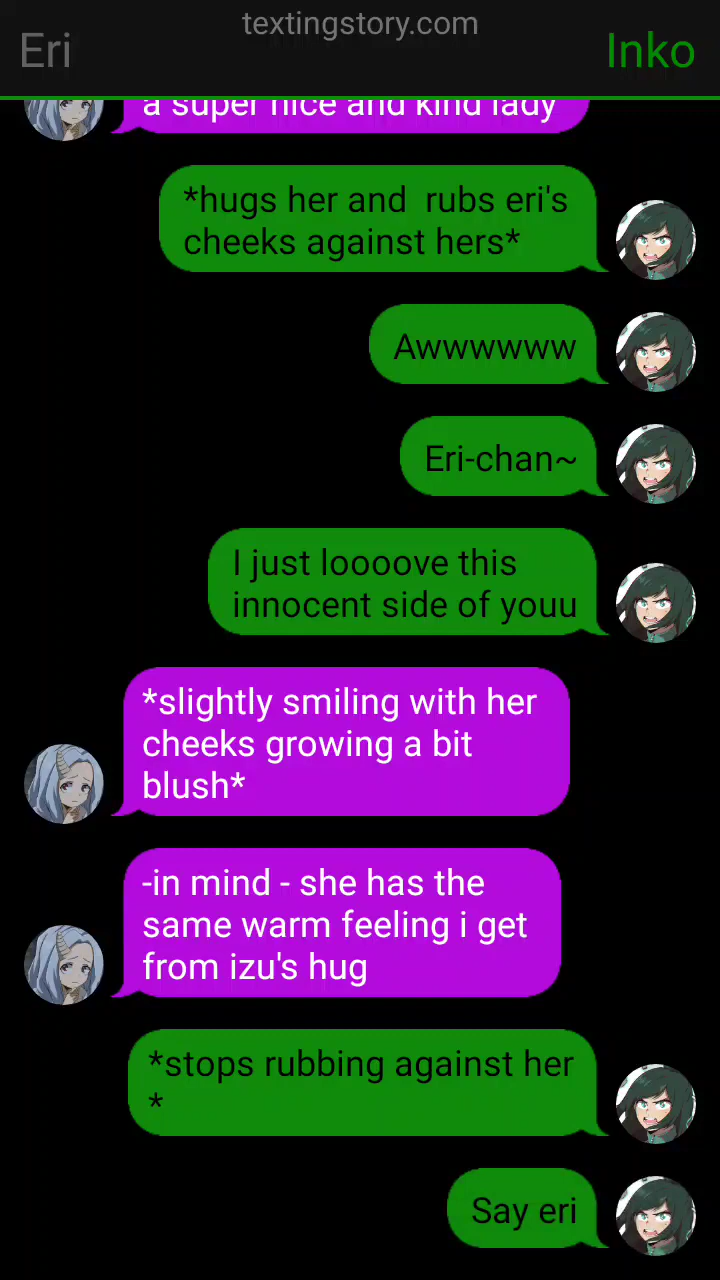 textingstory.com
Eri
Inko
a super nice and kind lady
*hugs her and  rubs eri's
cheeks against hers*
Awwwwww
Eri-chan~
I just loooove this
innocent side of youu
*slightly smiling with her
cheeks growing a bit
blush*
-in mind - she has the
same warm feeling i get
from izu's hug
*stops rubbing against her
*
Say eri